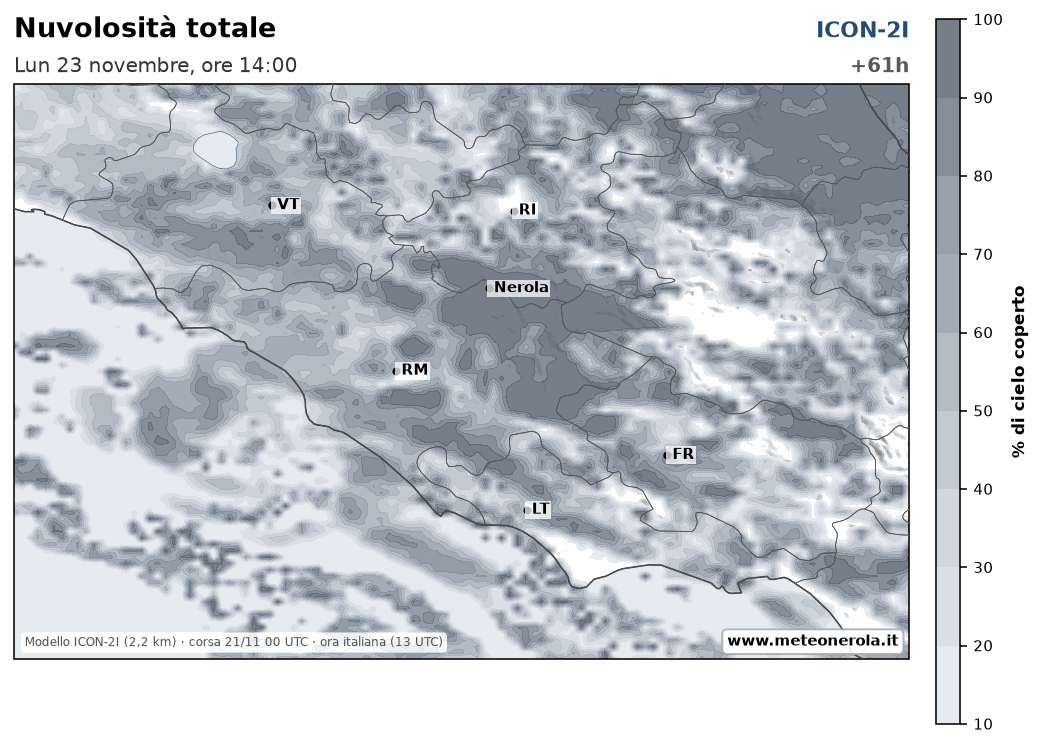 Nuvolosità totale
ICON-2I
Lun 23 novembre, ore 14:00
+61h
100
90
80
70
60
50
40
30
20
10
% di cielo coperto
VT
RI
Nerola
RM
FR
LT
Modello ICON-2I (2,2 km) · corsa 21/11 00 UTC · ora italiana (13 UTC)
www.meteonerola.it